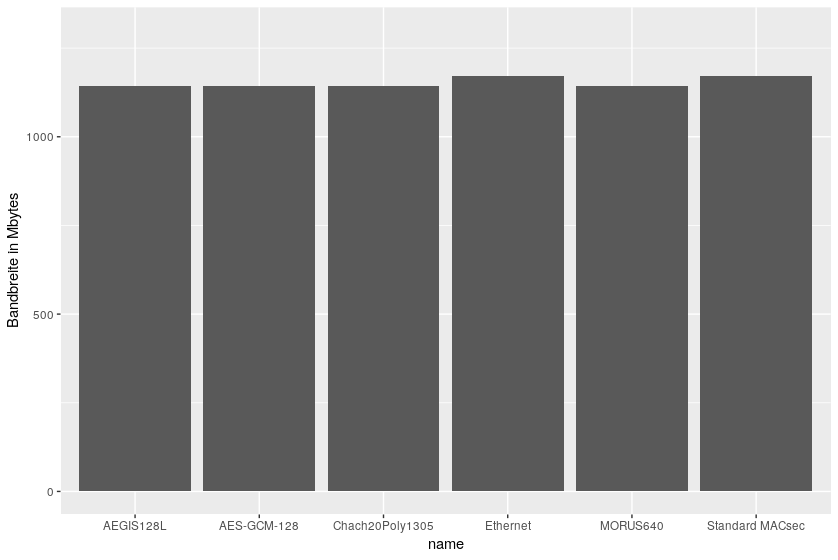 Bandbreite in Mbytes
1000
500
0
AEGIS128L
AES-GCM-128
Chach20Poly1305
Ethernet
MORUS640
Standard MACsec
name